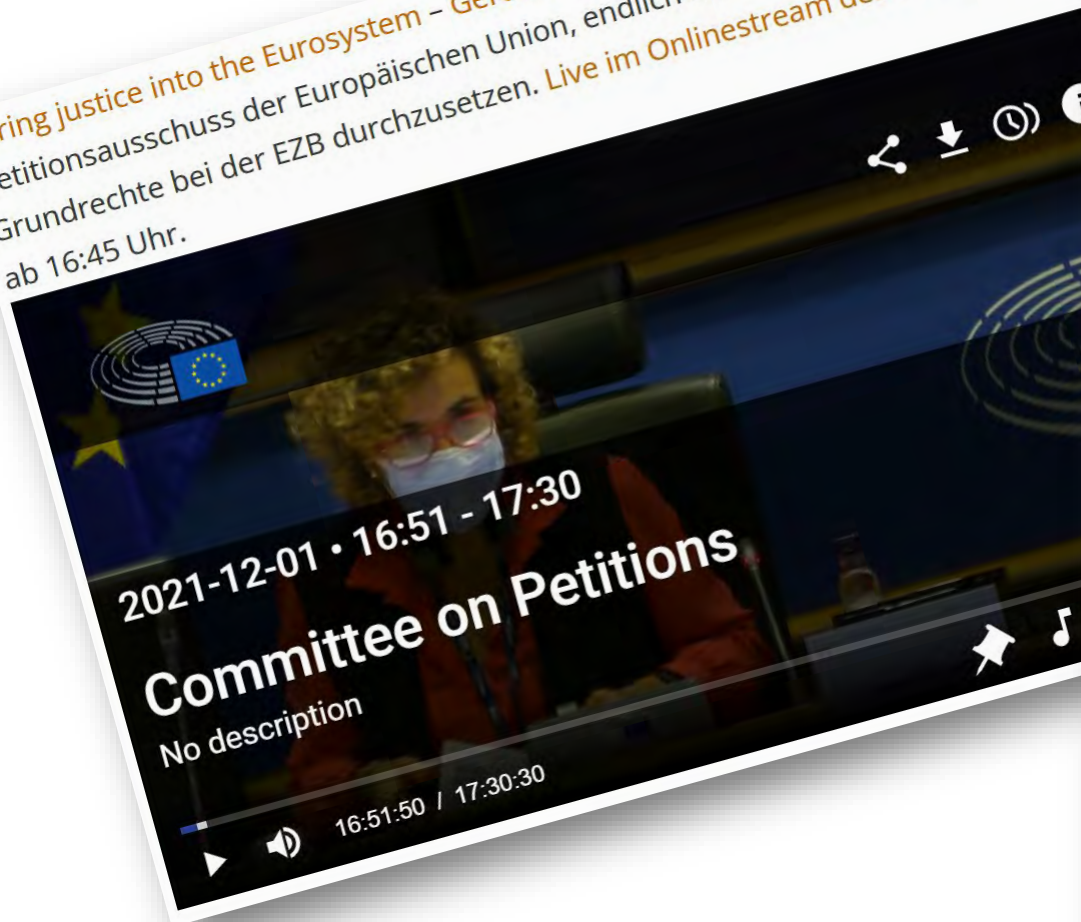 ring justice into the Eurosystem –
etitionsausschuss der Europäischen Union,
Grundrechte bei der EZB durchzusetzen. Live im Onlinestream
ab 16:45 Uhr.
2021-12-01 • 16:51 - 17:30
Committee on Petitions
No description
16:51:50 / 17:30:30